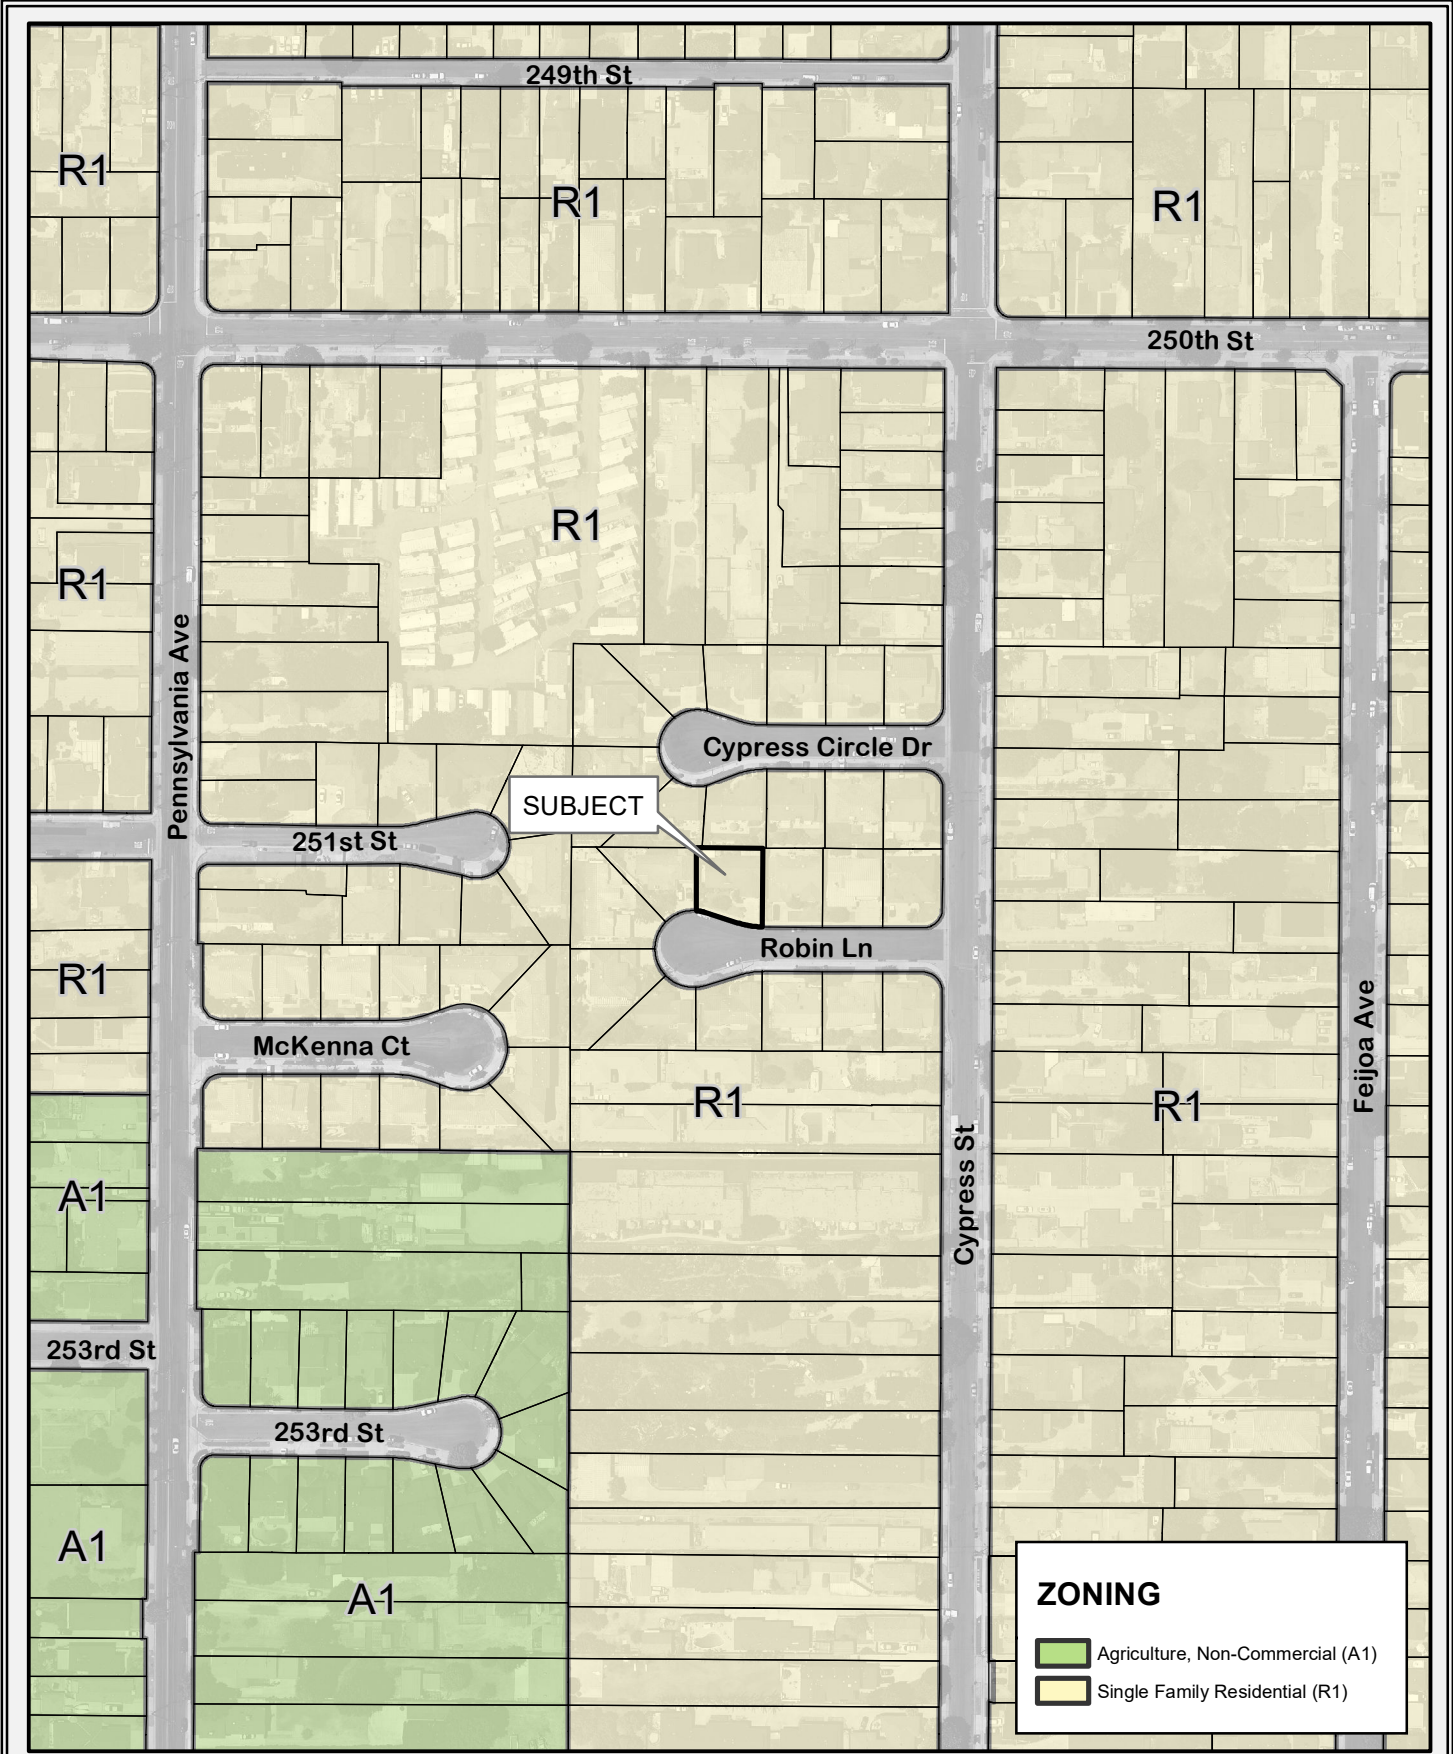 249th St
R1
R1
R1
250th St
R1
R1
Pennsylvania Ave
Cypress Circle Dr
SUBJECT
251st St
Robin Ln
R1
McKenna Ct
Feijoa Ave
R1
R1
Cypress St
A1
253rd St
253rd St
A1
A1
ZONING
Agriculture, Non-Commercial (A1)
Single Family Residential (R1)